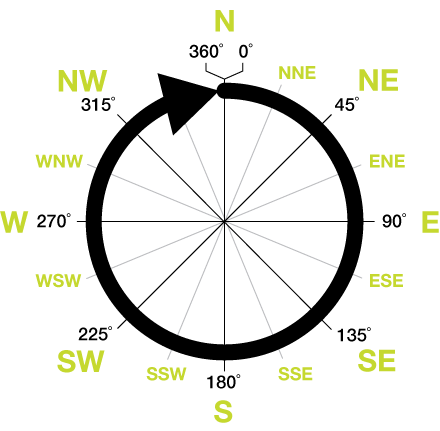 N
360° 0°
NNE
NW
NE
315°
45°
WNW
ENE
W 270°
90° E
WSW
ESE
225°
135°
SW
SE
SSW
SSE
180°
S